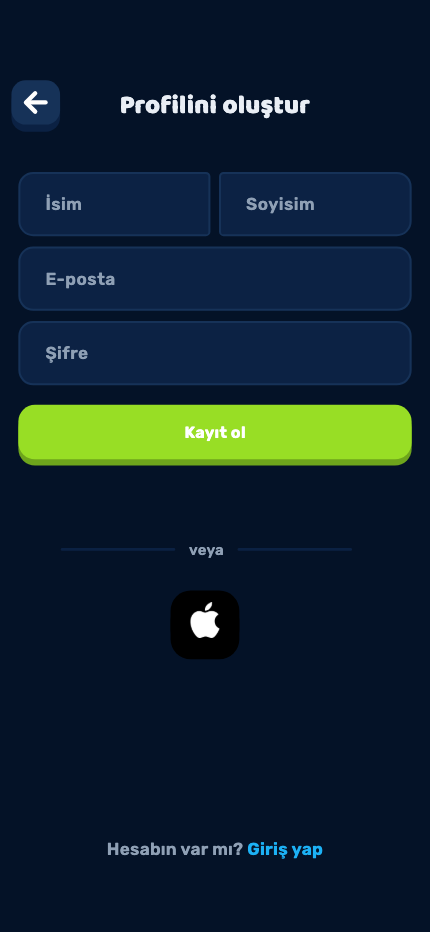 Profilini oluştur
İsim
Soyisim
E-posta
Şifre
Kayıt ol
veya
Hesabın var mı? Giriş yap